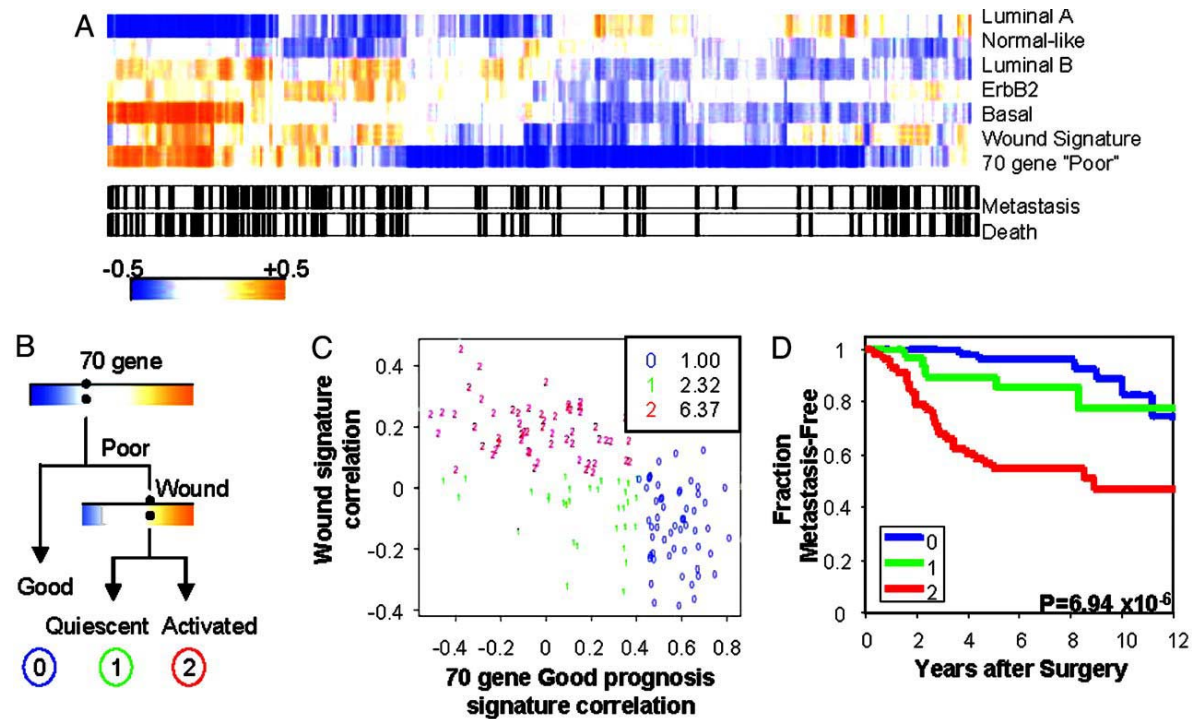 A
Luminal A
Normal-like
Luminal B
ErbB2
Basal
Wound Signature
70 gene "Poor"
Metastasis
Death
-0.5 +0.5
B
70 gene
Poor
Wound
Good
Quiescent Activated
0 1 2
C
0 1.00
1 2.32
2 6.37
0.4
0.2
0
-0.2
-0.4
Wound signature
correlation
-0.4 -0.2 0 0.2 0.4 0.6 0.8
70 gene Good prognosis
signature correlation
D
1
0.8
0.6
0.4
0.2
0
Fraction
Metastasis-Free
0
1
2
P=6.94 x10-6
0 2 4 6 8 10 12
Years after Surgery